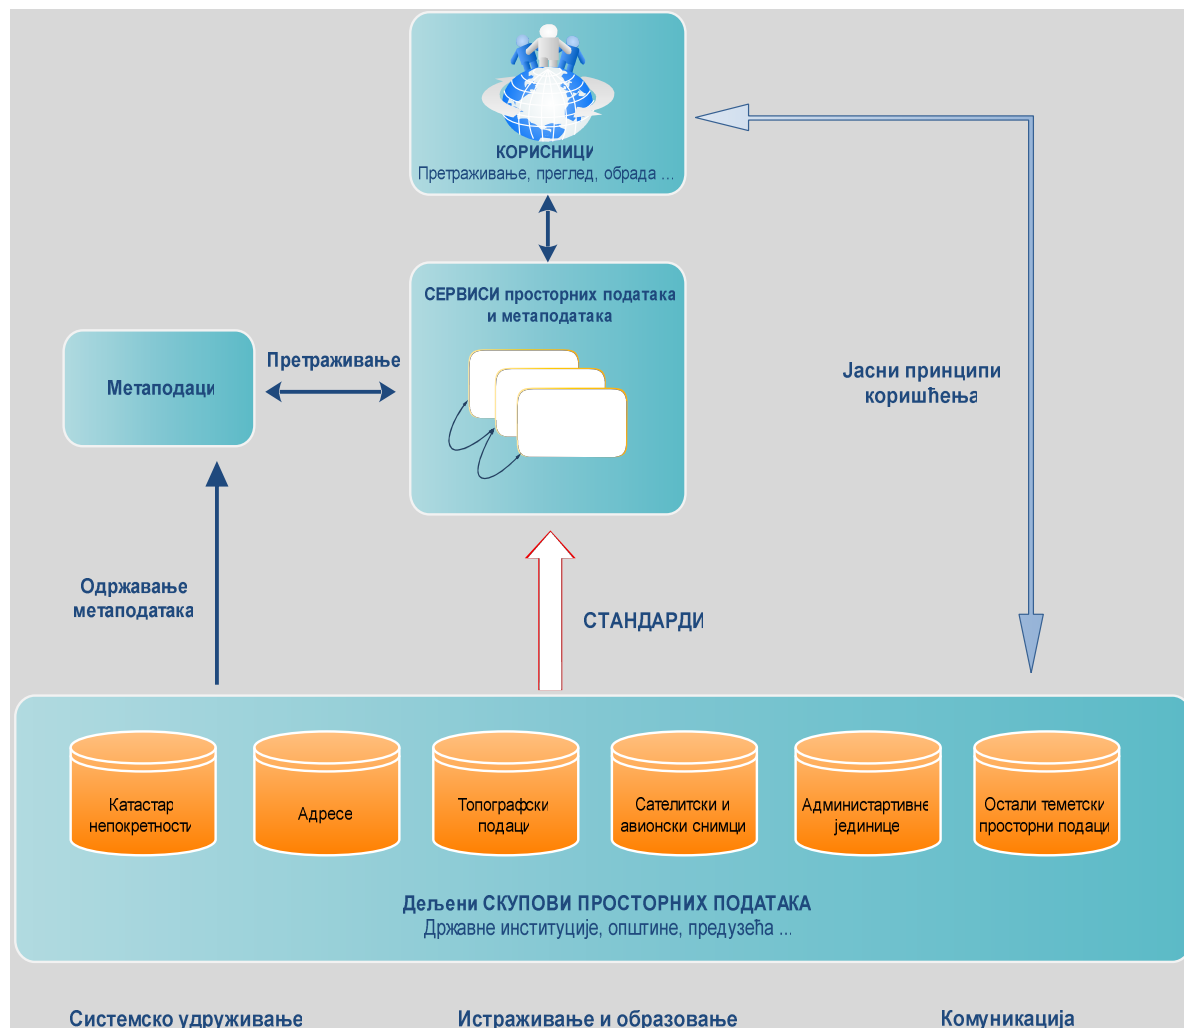 КОРИСНИЦИ
Претраживање, преглед, обрада ...
СЕРВИСИ просторних података
и метаподатака
Претраживање
Метаподаци
Јасни принципи
коришћења
Одржавање
метаподатака
СТАНДАРДИ
Катастар
непокретности
Адресе
Топографски
подаци
Сателитски и
авионски снимци
Администартивне
јединице
Остали теметски
просторни подаци
Дељени СКУПОВИ ПРОСТОРНИХ ПОДАТАКА
Државне институције, општине, предузећа ...
Системско удруживање
Истраживање и образовање
Комуникација